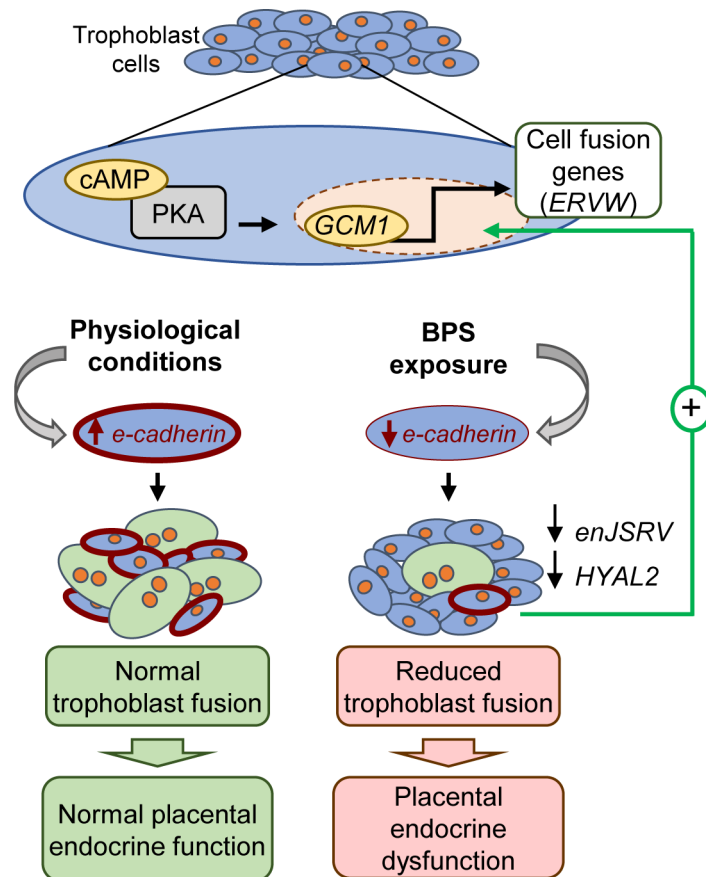 Trophoblast
cells
cAMP
PKA
GCM1
Cell fusion
genes
(ERVW)
Physiological
conditions
e-cadherin
BPS
exposure
e-cadherin
+
enJSRV
HYAL2
Normal
trophoblast fusion
Reduced
trophoblast fusion
Normal placental
endocrine function
Placental
endocrine
dysfunction